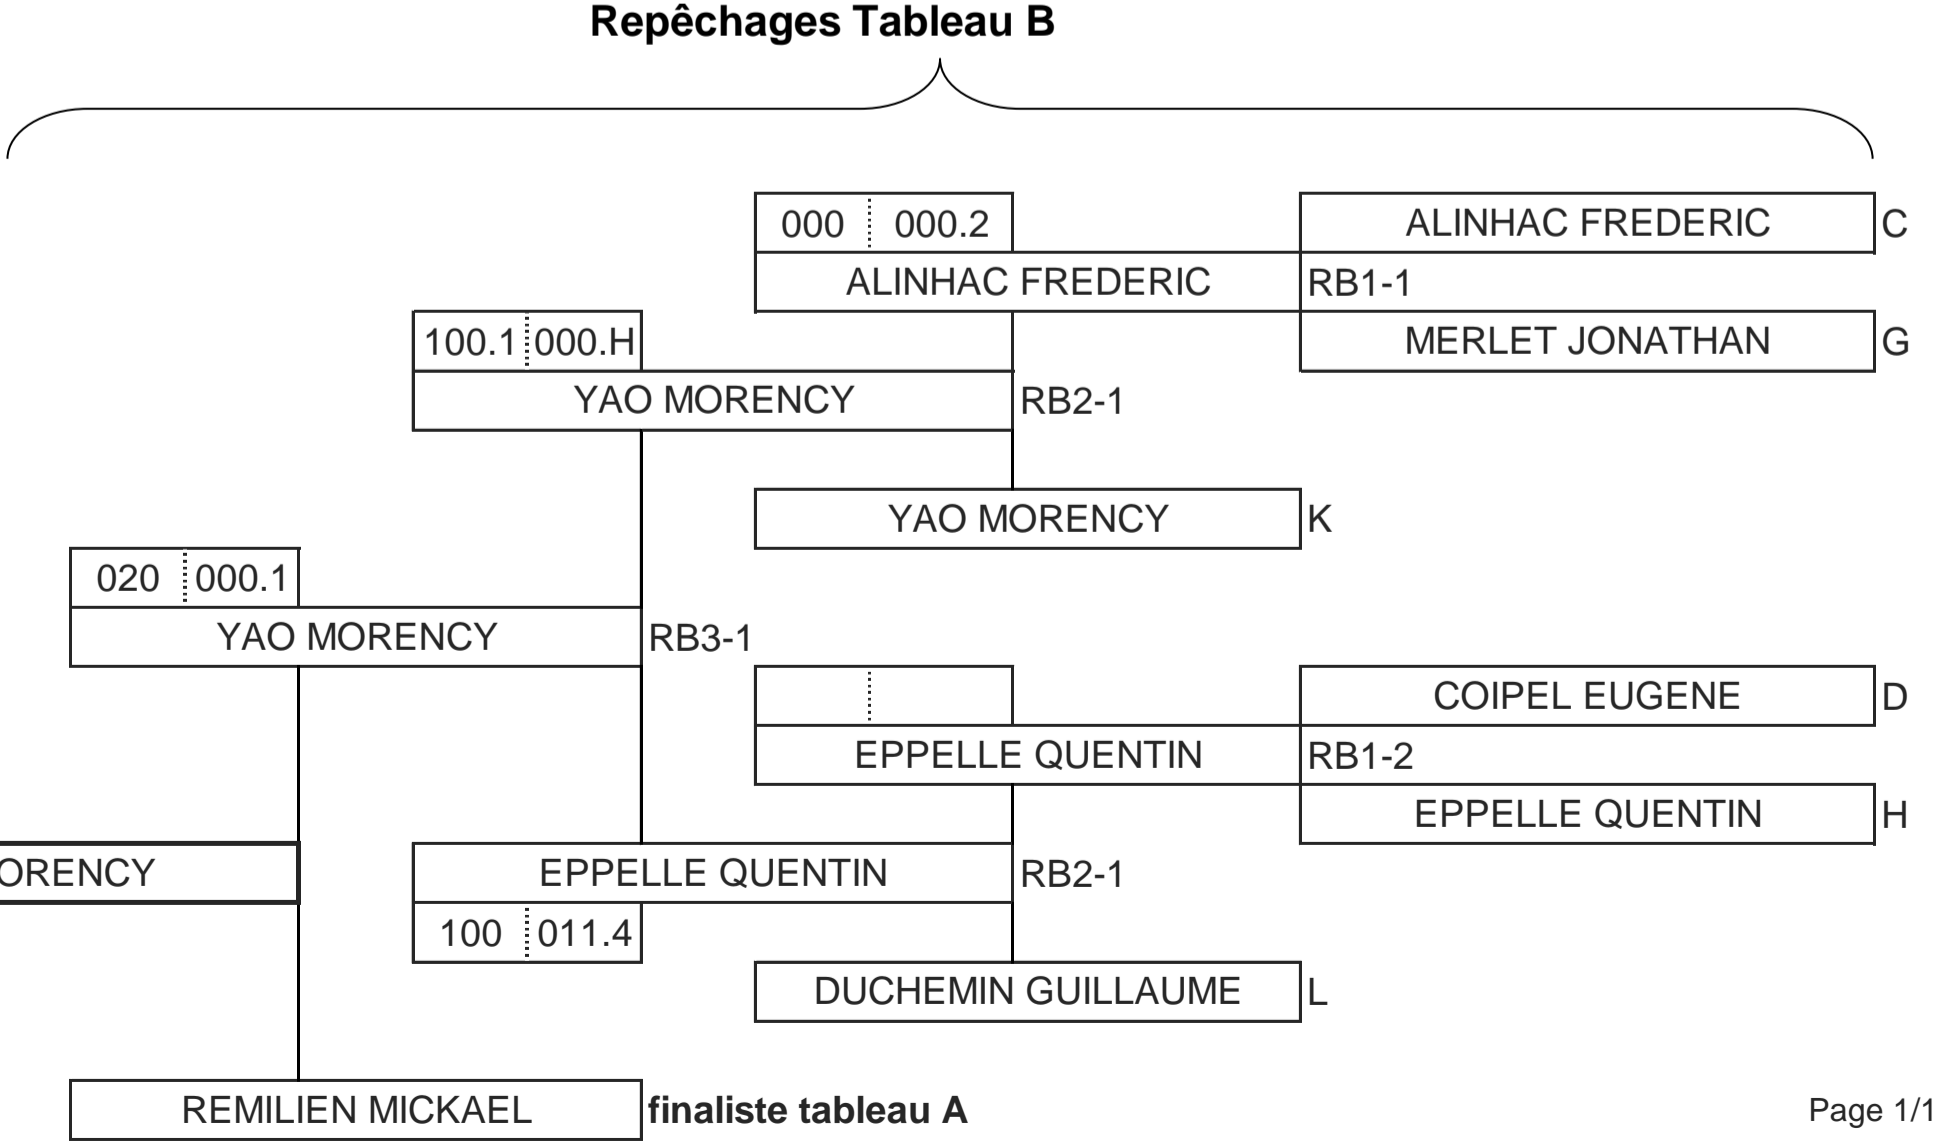 Repêchages Tableau B
000 000.2 ALINHAC FREDERIC C
ALINHAC FREDERIC RB1-1
100.1 000.H MERLET JONATHAN G
YAO MORENCY RB2-1
YAO MORENCY K
020 000.1
YAO MORENCY RB3-1
COIPEL EUGENE D
EPPELLE QUENTIN RB1-2
EPPELLE QUENTIN H
ORENCY EPPELLE QUENTIN RB2-1
100 011.4
DUCHEMIN GUILLAUME L
REMILIEN MICKAEL finaliste tableau A Page 1/1